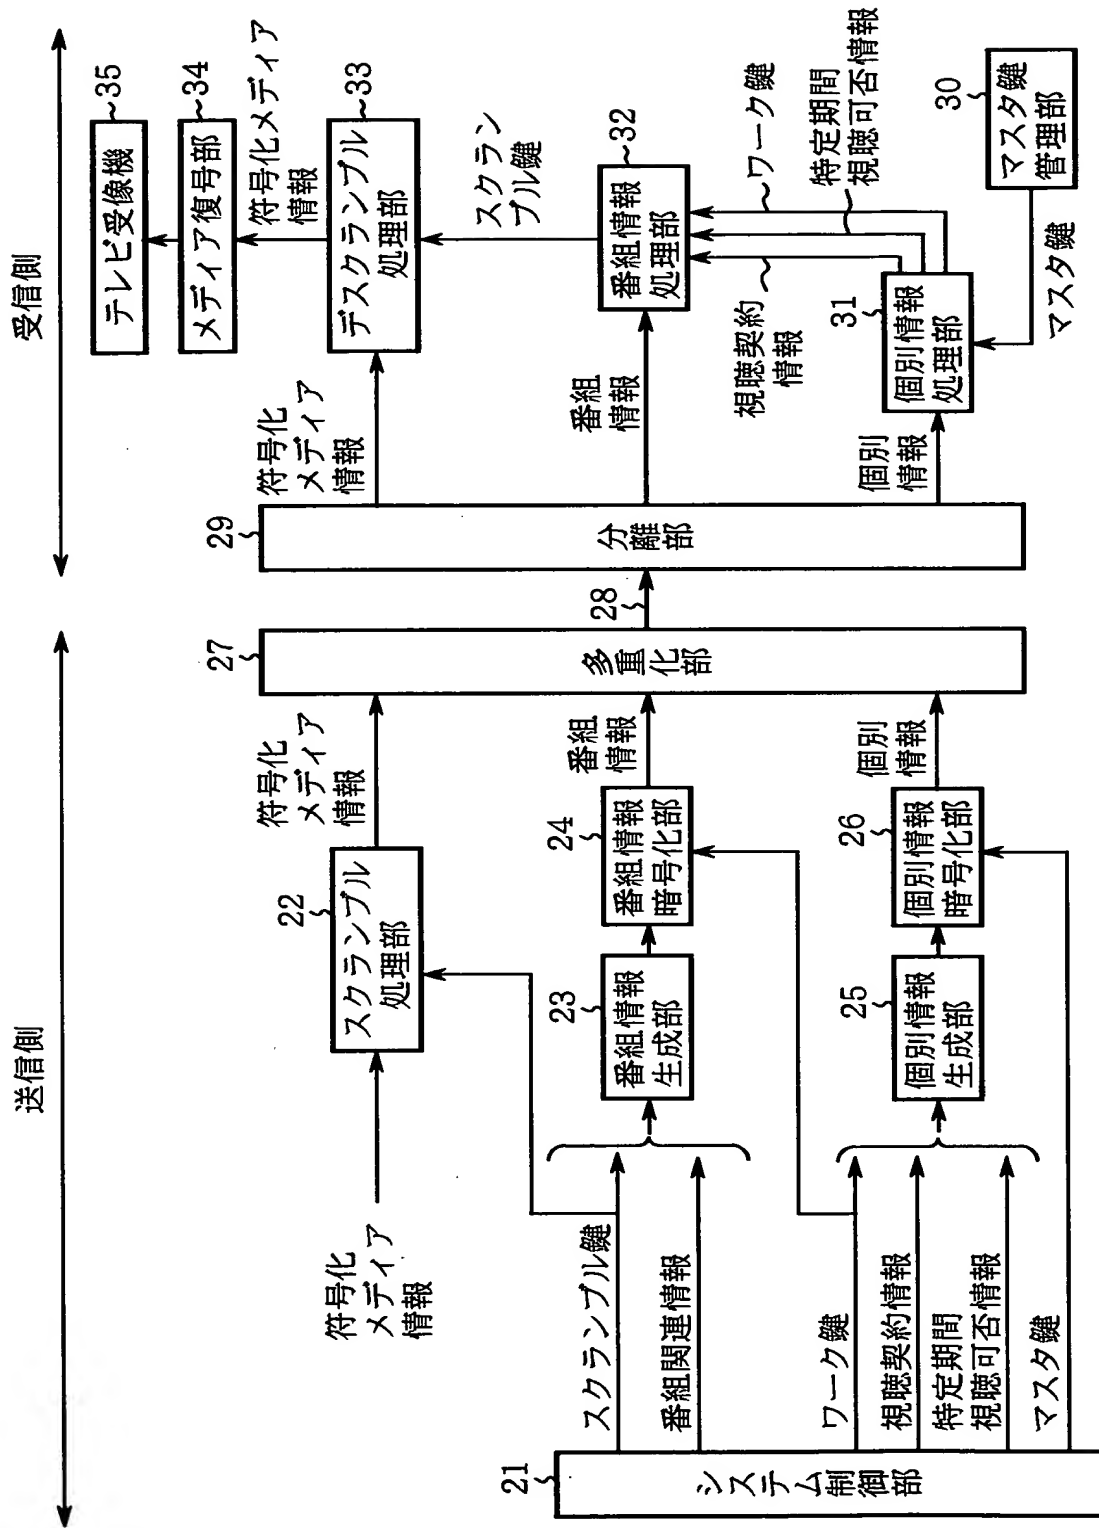 送信側
受信側
符号化
メディア
情報
22
スクランブル
処理部
符号化
メディア
情報
27
多重化部
28
29
分離部
符号化
メディア
情報
デスクランブル
処理部
33
符号化メディア
情報
メディア復号部
34
テレビ受像機
35
21
システム制御部
スクランブル鍵
番組関連情報
23
番組情報
生成部
24
番組情報
暗号化部
番組
情報
番組
情報
番組情報
処理部
32
スクラン
ブル鍵
ワーク鍵
視聴契約情報
特定期間
視聴可否情報
マスタ鍵
25
個別情報
生成部
26
個別情報
暗号化部
個別
情報
個別
情報
31
個別情報
処理部
視聴契約
情報
ワーク鍵
特定期間
視聴可否情報
マスタ鍵
30
マスタ鍵
管理部